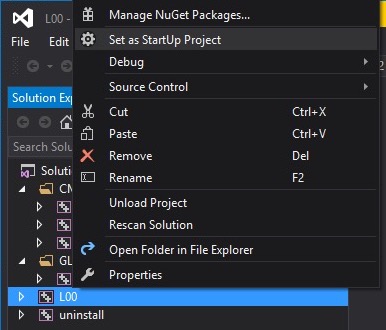 L00 -
File Edit
Solution Exp
Search Solu
Solution
CM
GL
L00
uninstall
Manage NuGet Packages...
Set as StartUp Project
Debug
Source Control
Cut Ctrl+X
Paste Ctrl+V
Remove Del
Rename F2
Unload Project
Rescan Solution
Open Folder in File Explorer
Properties
2